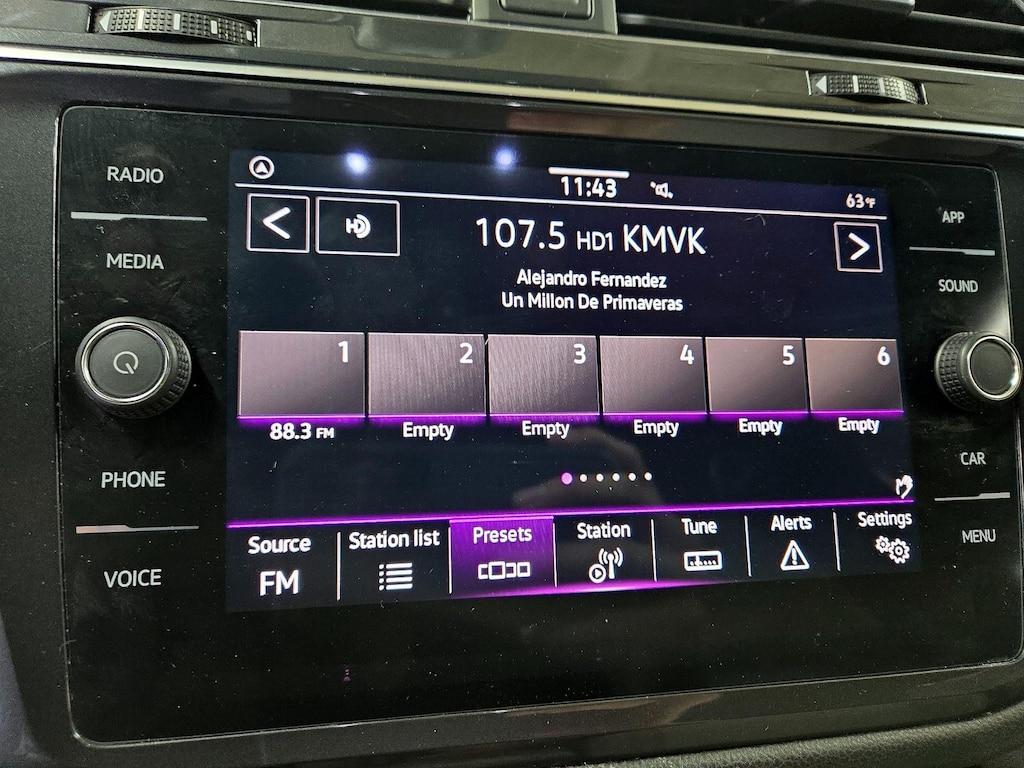 RADIO
MEDIA
PHONE
VOICE
11:43
63°F
HD
107.5 HD1 KMVK
Alejandro Fernandez
Un Millon De Primaveras
1 2 3 4 5 6
88.3 FM Empty Empty Empty Empty Empty
Source Station list Presets Station Tune Alerts Settings
FM
APP
SOUND
CAR
MENU